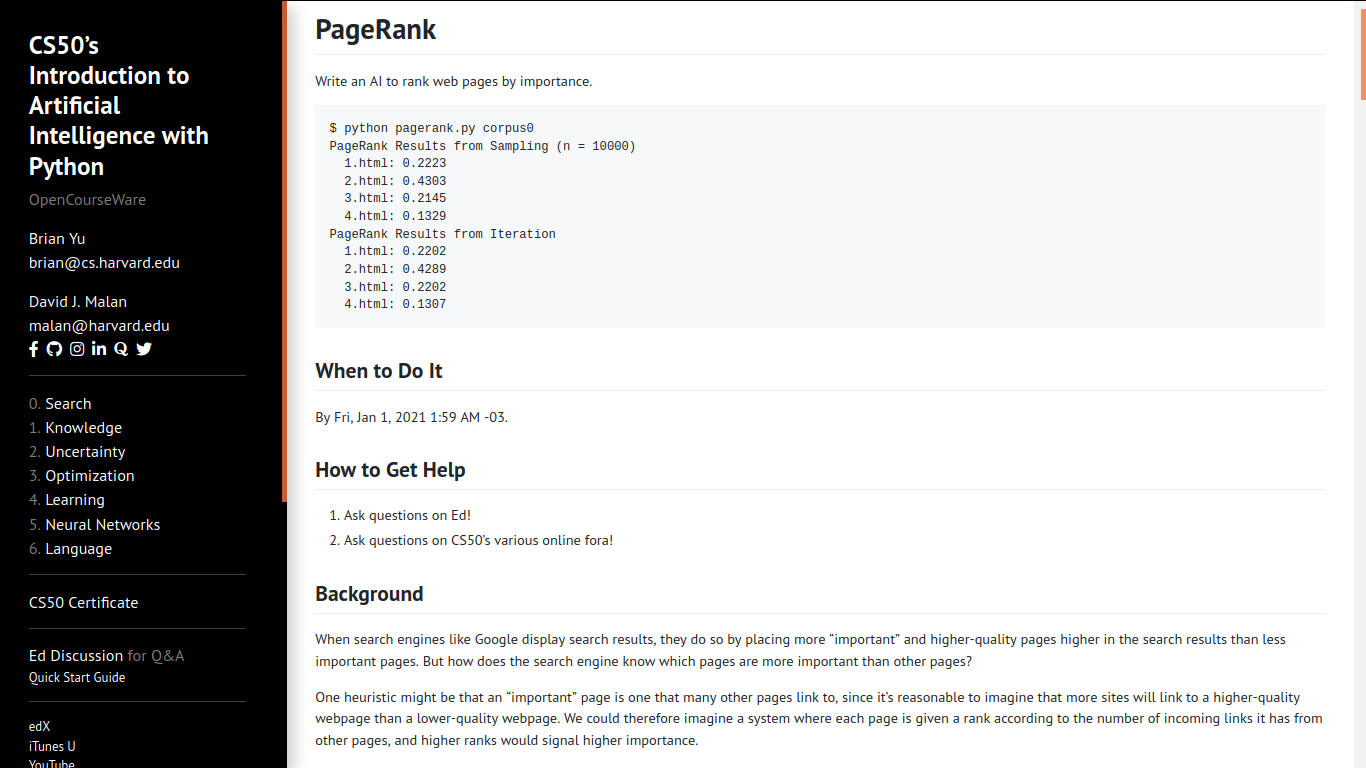 CS50’s
Introduction to
Artificial
Intelligence with
Python
OpenCourseWare
Brian Yu
brian@cs.harvard.edu
David J. Malan
malan@harvard.edu
0. Search
1. Knowledge
2. Uncertainty
3. Optimization
4. Learning
5. Neural Networks
6. Language
CS50 Certificate
Ed Discussion for Q&A
Quick Start Guide
edX
iTunes U
YouTube
PageRank
Write an AI to rank web pages by importance.
$ python pagerank.py corpus0
PageRank Results from Sampling (n = 10000)
  1.html: 0.2223
  2.html: 0.4303
  3.html: 0.2145
  4.html: 0.1329
PageRank Results from Iteration
  1.html: 0.2202
  2.html: 0.4289
  3.html: 0.2202
  4.html: 0.1307
When to Do It
By Fri, Jan 1, 2021 1:59 AM -03.
How to Get Help
1. Ask questions on Ed!
2. Ask questions on CS50’s various online fora!
Background
When search engines like Google display search results, they do so by placing more “important” and higher-quality pages higher in the search results than less
important pages. But how does the search engine know which pages are more important than other pages?
One heuristic might be that an “important” page is one that many other pages link to, since it’s reasonable to imagine that more sites will link to a higher-quality
webpage than a lower-quality webpage. We could therefore imagine a system where each page is given a rank according to the number of incoming links it has from
other pages, and higher ranks would signal higher importance.